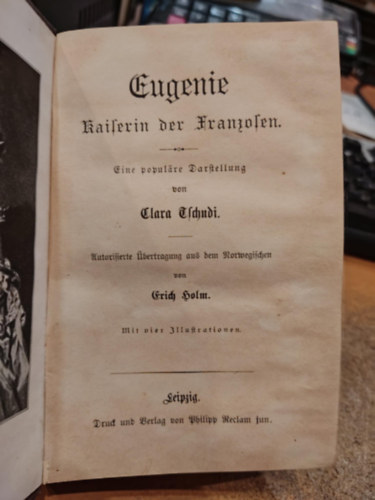 Eugenie
Kaiſerin der Franzoſen.
Eine populäre Darſtellung
von
Clara Tſchudi.
Autoriſierte Übertragung aus dem Norwegiſchen
von
Erich Holm.
Mit vier Illuſtrationen.
Leipzig.
Druck und Verlag von Philipp Reclam jun.